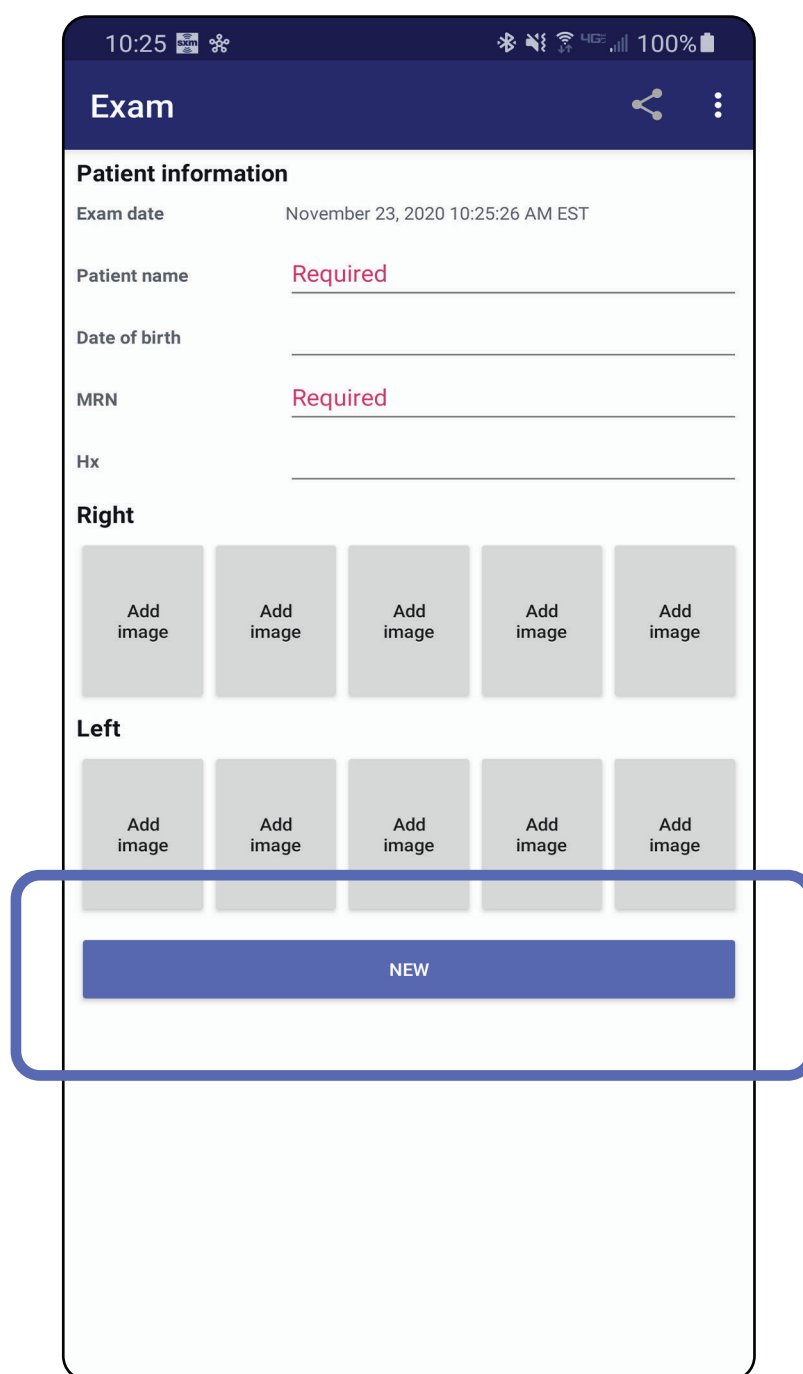 10:25 sxm 4GE 100%
Exam
Patient information
Exam date November 23, 2020 10:25:26 AM EST
Patient name Required
Date of birth
MRN Required
Hx
Right
Add image Add image Add image Add image Add image
Left
Add image Add image Add image Add image Add image
NEW